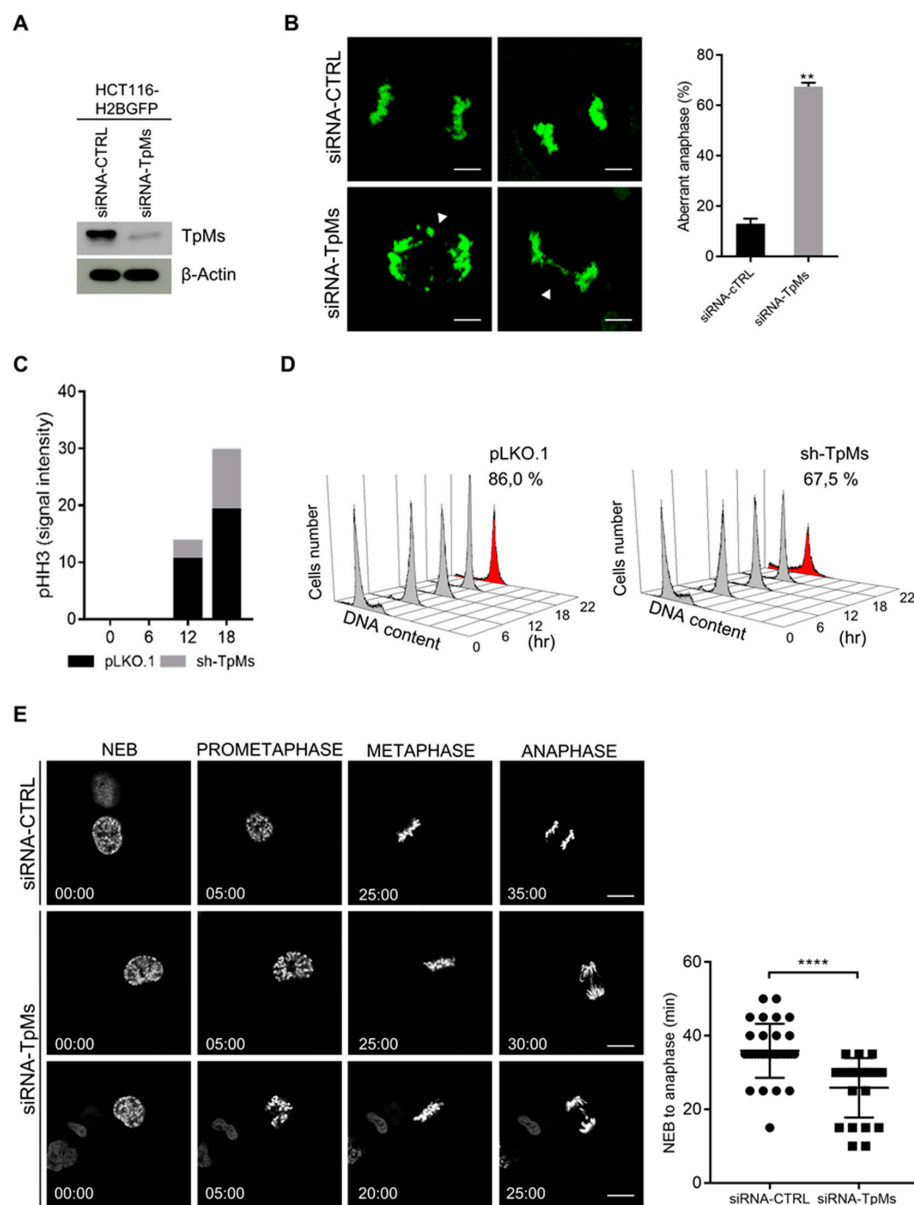 A
HCT116-
H2BGFP
siRNA-CTRL
siRNA-TpMs
TpMs
β-Actin
B
siRNA-CTRL
siRNA-TpMs
Aberrant anaphase (%)
80
60
40
20
0
**
siRNA-cTRL
siRNA-TpMs
C
pHH3 (signal intensity)
40
30
20
10
0
0 6 12 18
pLKO.1 sh-TpMs
D
pLKO.1
86,0 %
Cells number
DNA content
0 6 12 18 22
(hr)
sh-TpMs
67,5 %
Cells number
DNA content
0 6 12 18 22
(hr)
E
NEB PROMETAPHASE METAPHASE ANAPHASE
siRNA-CTRL
00:00 05:00 25:00 35:00
siRNA-TpMs
00:00 05:00 25:00 30:00
00:00 05:00 20:00 25:00
NEB to anaphase (min)
60
40
20
0
****
siRNA-CTRL siRNA-TpMs